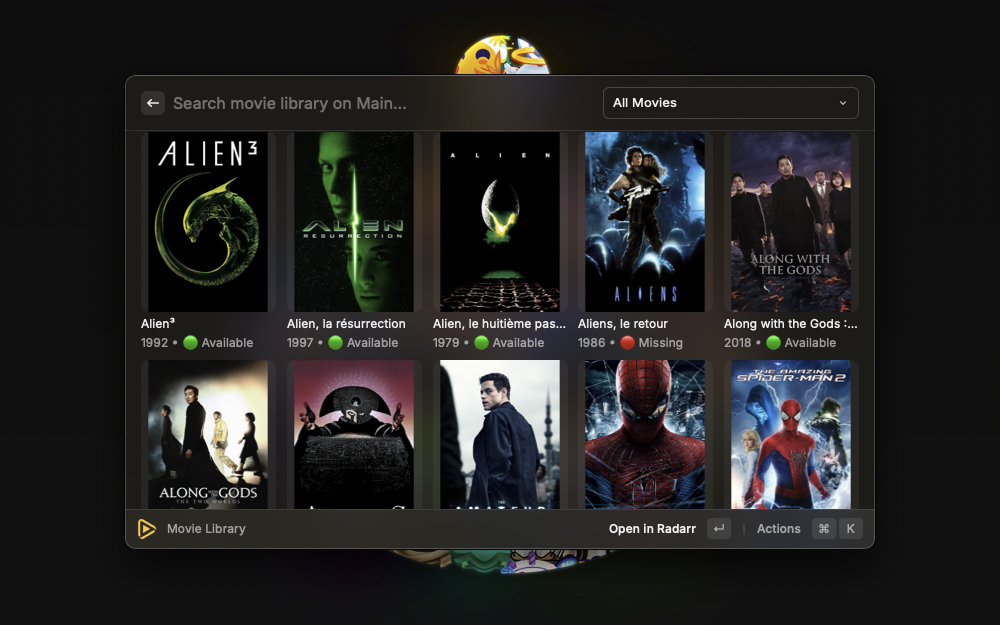 Search movie library on Main...
All Movies
ALIEN³
ALIEN
RESURRECTION
A L I E N
ALIENS
ALONG WITH
THE GODS
Alien³
1992 • Available
Alien, la résurrection
1997 • Available
Alien, le huitième pas...
1979 • Available
Aliens, le retour
1986 • Missing
Along with the Gods :...
2018 • Available
ALONG WITH THE GODS
THE TWO WORLDS
THE
AMATEUR
THE AMAZING
SPIDER-MAN 2
Movie Library
Open in Radarr
Actions
⌘
K